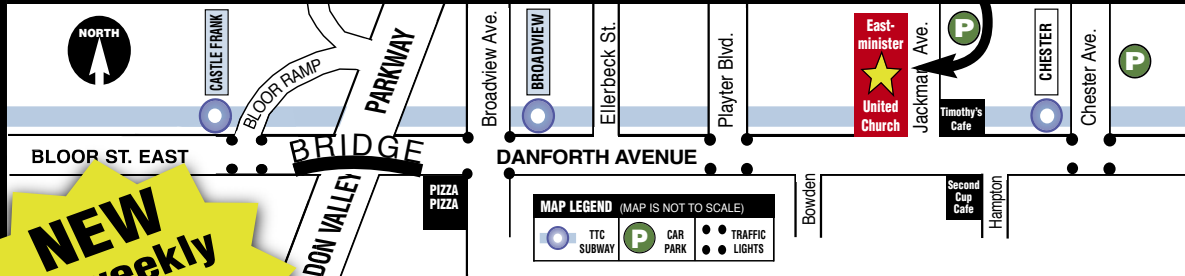 NORTH
CASTLE FRANK
BLOOR RAMP
PARKWAY
Broadview Ave.
BROADVIEW
Ellerbeck St.
Playter Blvd.
East-
minister
United
Church
Jackman Ave.
P
Timothy's
Cafe
CHESTER
Chester Ave.
P
BLOOR ST. EAST
BRIDGE
DANFORTH AVENUE
DON VALLEY
PIZZA
PIZZA
MAP LEGEND (MAP IS NOT TO SCALE)
TTC
SUBWAY
P
CAR
PARK
TRAFFIC
LIGHTS
Bowden
Second
Cup
Cafe
Hampton
NEW
weekly